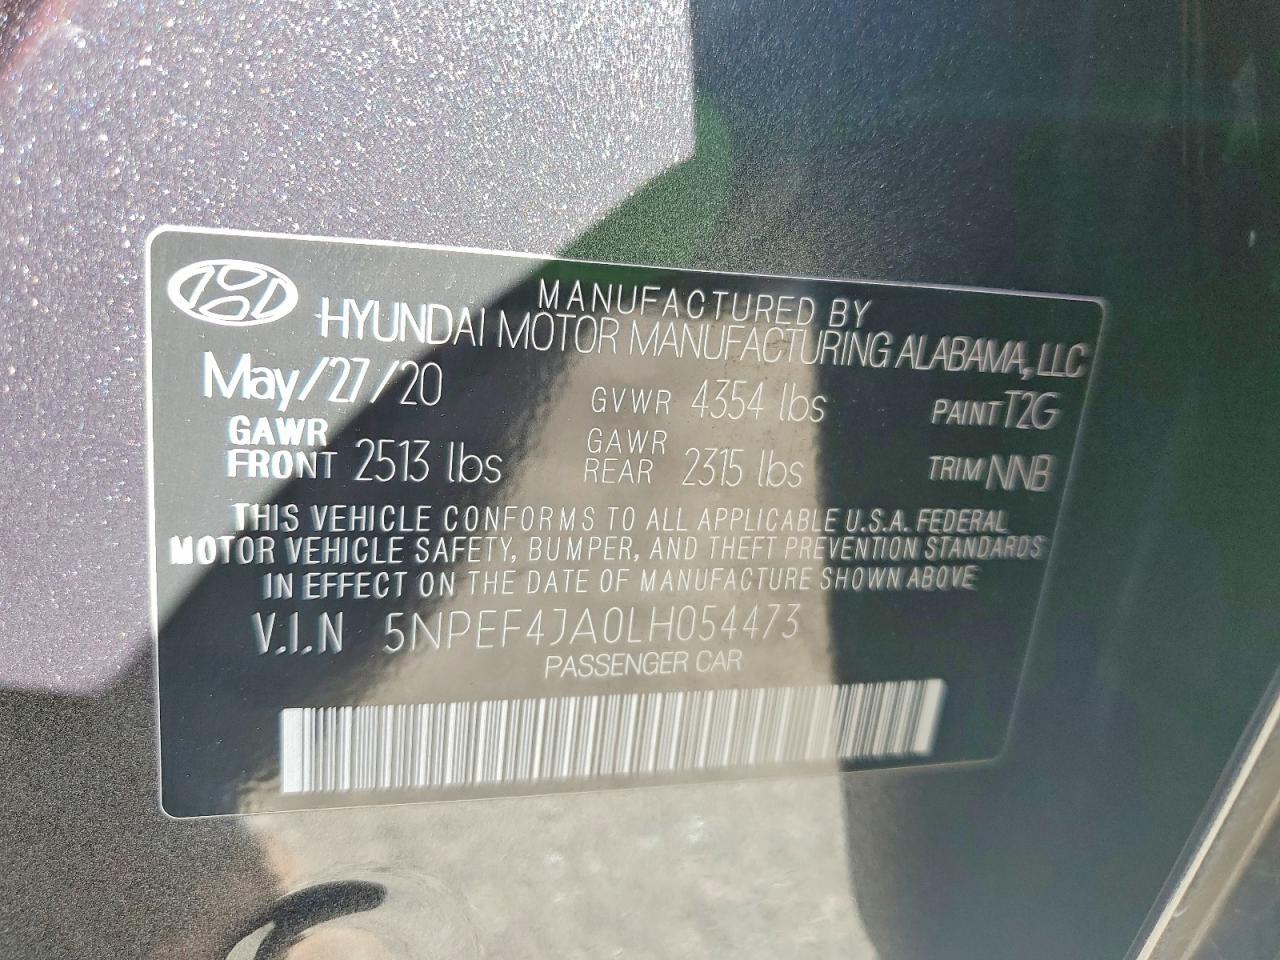 MANUFACTURED BY
HYUNDAI MOTOR MANUFACTURING ALABAMA, LLC
May/27/20 GVWR 4354 lbs PAINT T2G
GAWR FRONT 2513 lbs GAWR REAR 2315 lbs TRIM NNB
THIS VEHICLE CONFORMS TO ALL APPLICABLE U.S.A. FEDERAL
MOTOR VEHICLE SAFETY, BUMPER, AND THEFT PREVENTION STANDARDS
IN EFFECT ON THE DATE OF MANUFACTURE SHOWN ABOVE
V.I.N 5NPEF4JA0LH054473
PASSENGER CAR